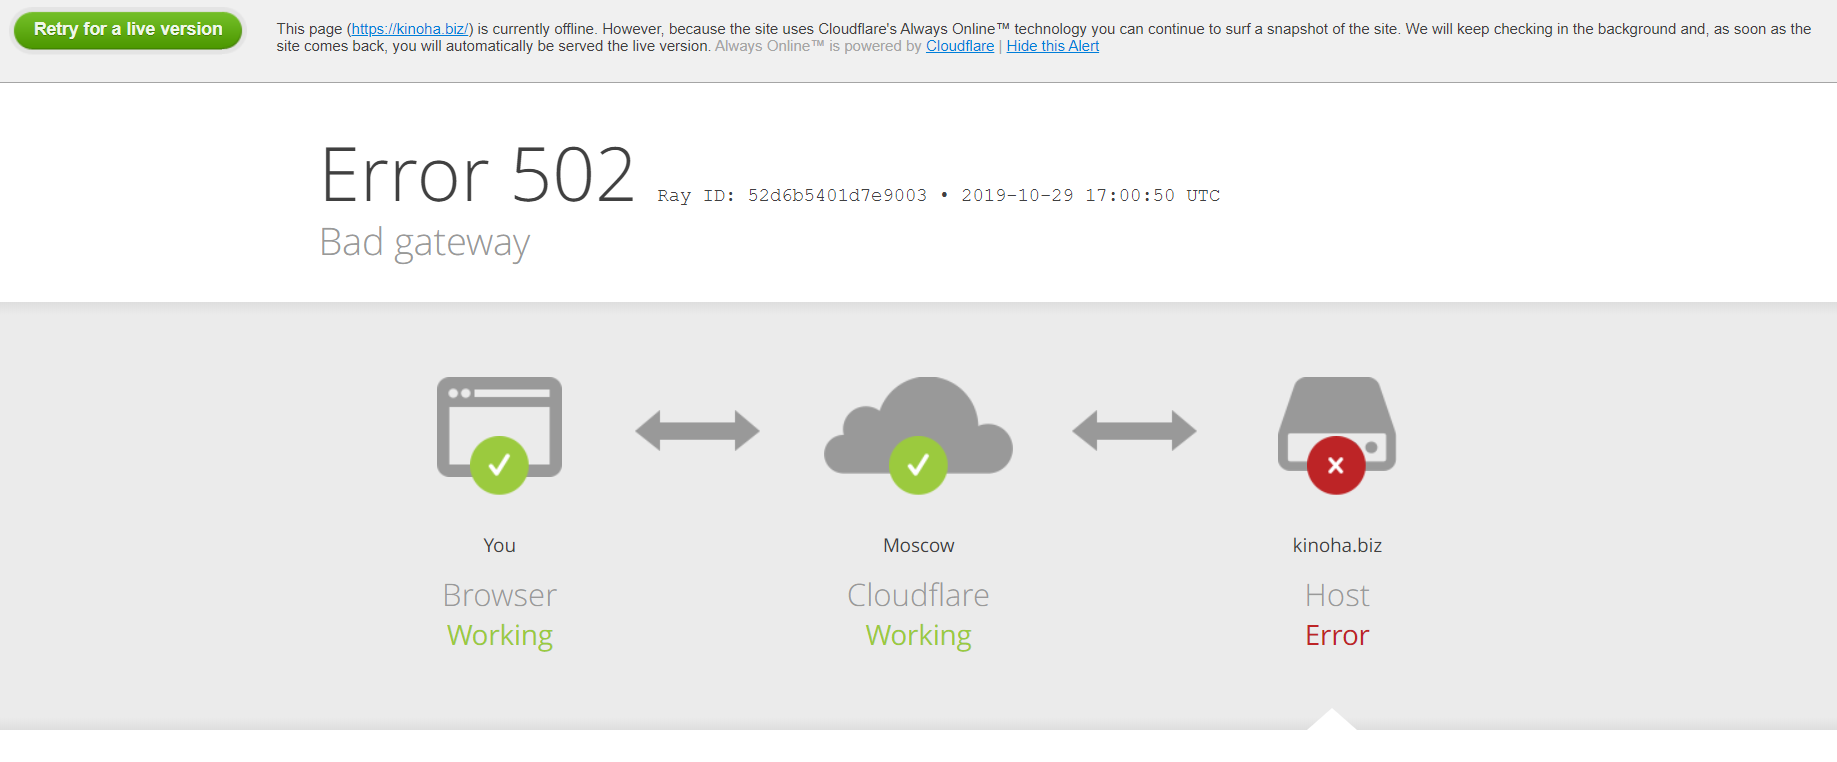 Retry for a live version
This page (https://kinoha.biz/) is currently offline. However, because the site uses Cloudflare's Always Online™ technology you can continue to surf a snapshot of the site. We will keep checking in the background and, as soon as the
site comes back, you will automatically be served the live version. Always Online™ is powered by Cloudflare | Hide this Alert
Error 502 Ray ID: 52d6b5401d7e9003 • 2019-10-29 17:00:50 UTC
Bad gateway
You
Browser
Working
Moscow
Cloudflare
Working
kinoha.biz
Host
Error